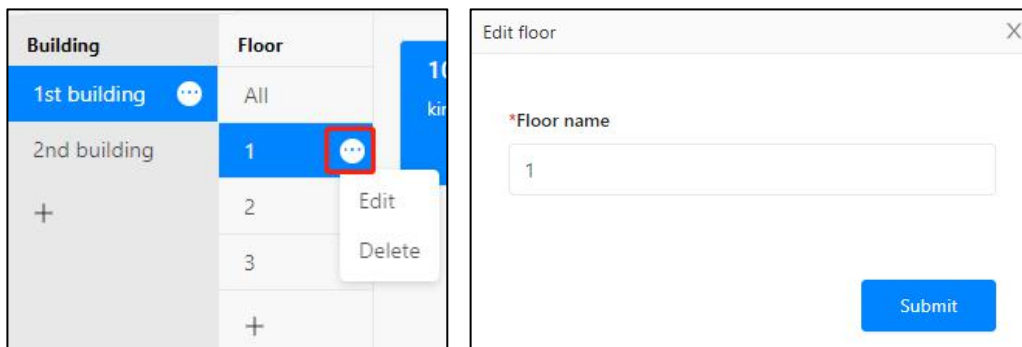 Building
Floor
1st building
All
2nd building
1
2
3
Edit
Delete
Edit floor
*Floor name
1
Submit